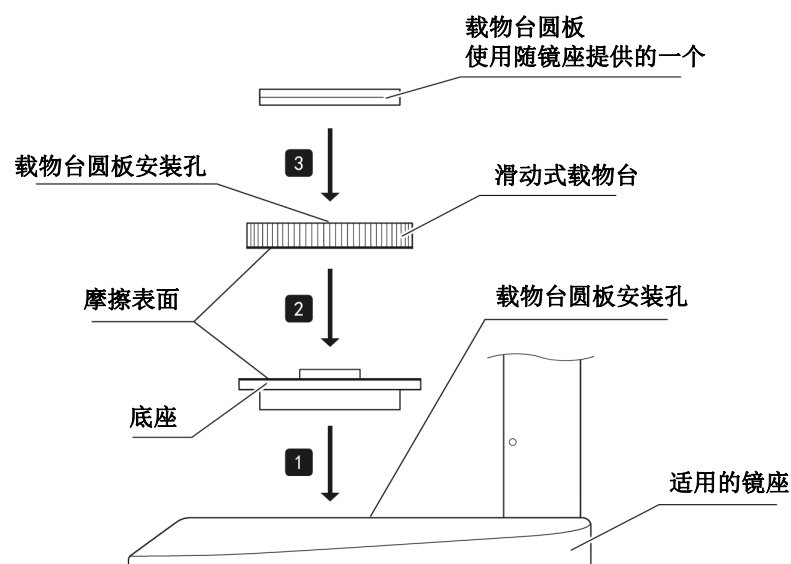 载物台圆板
使用随镜座提供的一个
3
载物台圆板安装孔
滑动式载物台
摩擦表面
2
载物台圆板安装孔
底座
1
适用的镜座